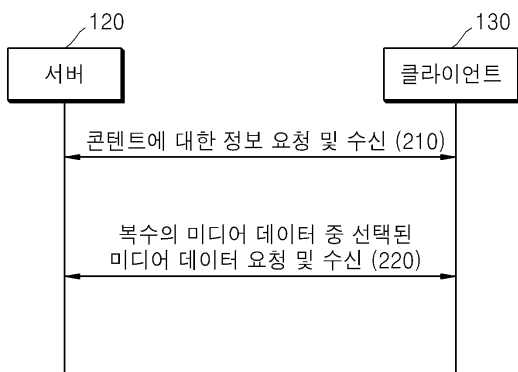 120
130
서버
클라이언트
콘텐트에 대한 정보 요청 및 수신 (210)
복수의 미디어 데이터 중 선택된
미디어 데이터 요청 및 수신 (220)